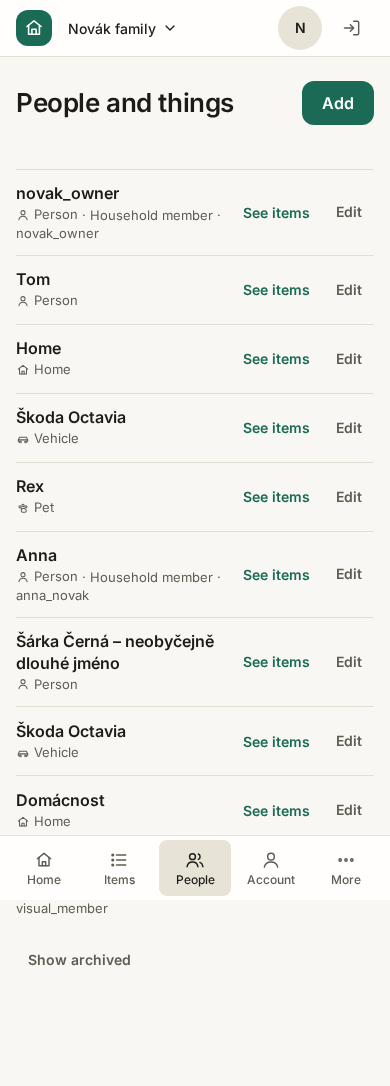 Novák family
N
People and things
Add
novak_owner
Person · Household member ·
novak_owner
See items
Edit
Tom
Person
See items
Edit
Home
Home
See items
Edit
Škoda Octavia
Vehicle
See items
Edit
Rex
Pet
See items
Edit
Anna
Person · Household member ·
anna_novak
See items
Edit
Šárka Černá – neobyčejně
dlouhé jméno
Person
See items
Edit
Škoda Octavia
Vehicle
See items
Edit
Domácnost
Home
See items
Edit
Home
Items
People
Account
More
visual_member
Show archived